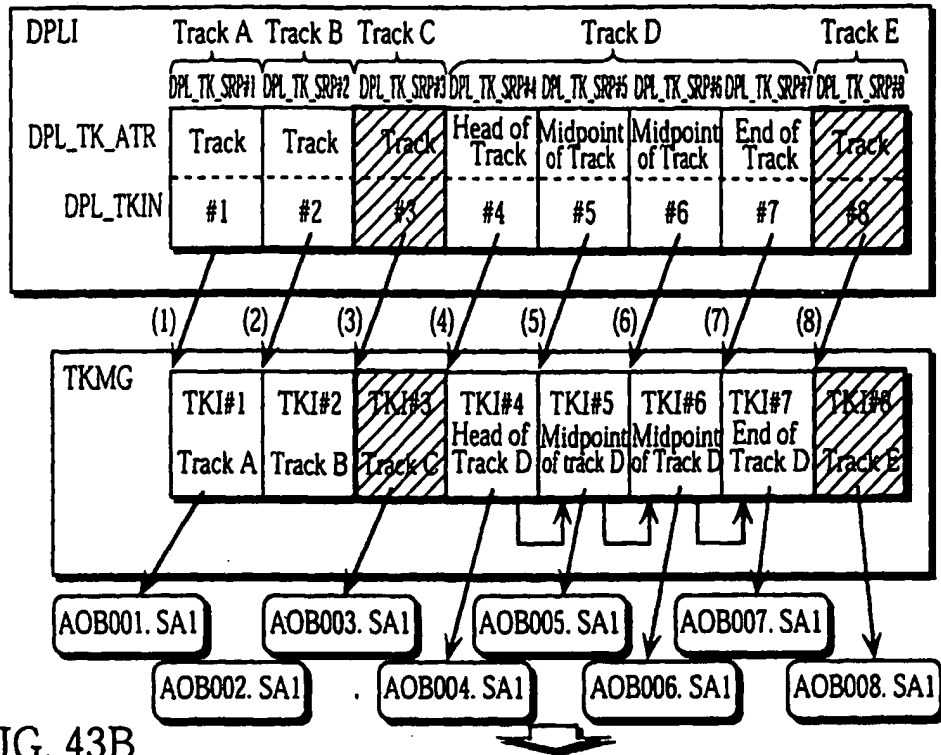 DPLI
Track A Track B Track C Track D Track E
DPL_TK_SRP#1 DPL_TK_SRP#2 DPL_TK_SRP#3 DPL_TK_SRP#4 DPL_TK_SRP#5 DPL_TK_SRP#6 DPL_TK_SRP#7 DPL_TK_SRP#8
DPL_TK_ATR Track Track Track Head of Track Midpoint of Track Midpoint of Track End of Track Track
DPL_TKIN #1 #2 #3 #4 #5 #6 #7 #8
(1) (2) (3) (4) (5) (6) (7) (8)
TKMG
TKI#1 TKI#2 TKI#3 TKI#4 TKI#5 TKI#6 TKI#7 TKI#8
Track A Track B Track C Head of Track D Midpoint of track D Midpoint of Track D End of Track D Track E
AOB001. SA1 AOB003. SA1 AOB005. SA1 AOB007. SA1
AOB002. SA1 AOB004. SA1 AOB006. SA1 AOB008. SA1
IG. 43B